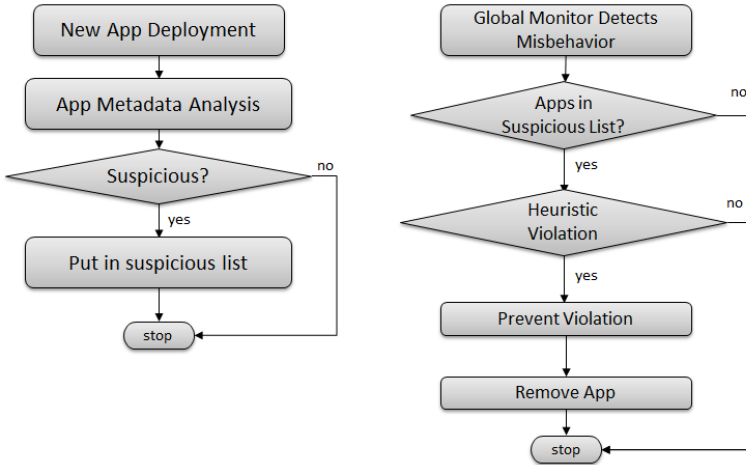 New App Deployment
App Metadata Analysis
Suspicious?
no
yes
Put in suspicious list
stop
Global Monitor Detects
Misbehavior
no
Apps in
Suspicious List?
yes
no
Heuristic
Violation
yes
Prevent Violation
Remove App
stop